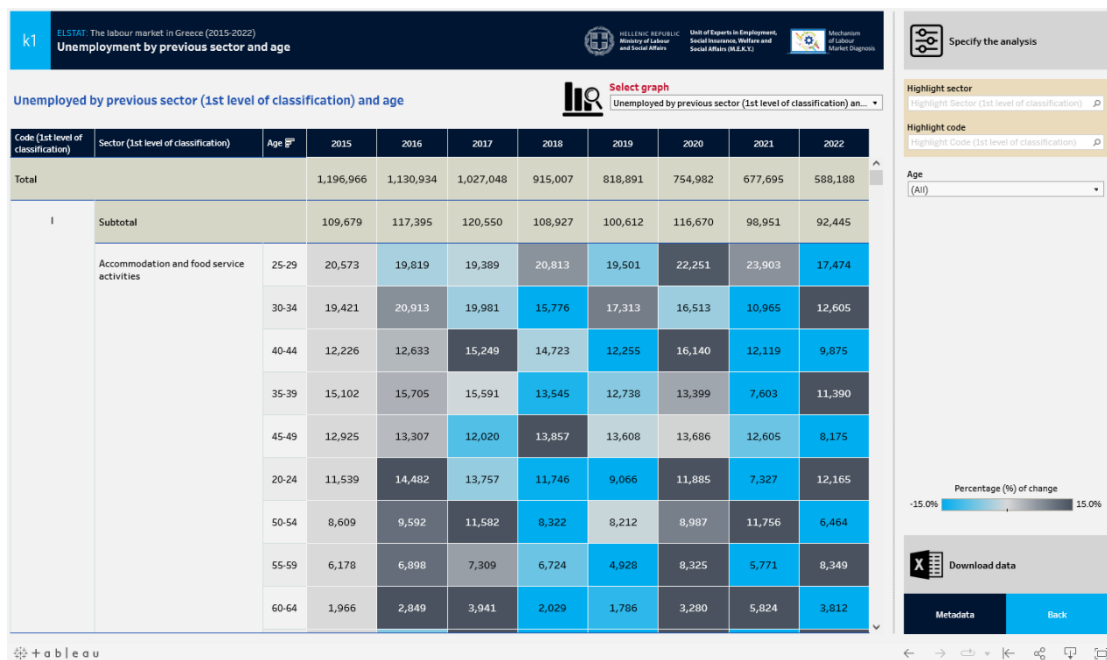 k1
ELSTAT: The labour market in Greece (2015-2022)
Unemployment by previous sector and age
HELLENIC REPUBLIC
Ministry of Labour
and Social Affairs
Unit of Experts in Employment,
Social Insurance, Welfare and
Social Affairs (M.E.K.Y.)
Mechanism
of Labour
Market Diagnosis
Specify the analysis
Unemployed by previous sector (1st level of classification) and age
Select graph
Unemployed by previous sector (1st level of classification) an...
Highlight sector
Highlight Sector (1st level of classification)
Highlight code
Highlight Code (1st level of classification)
Age
(All)
Code (1st level of classification) Sector (1st level of classification) Age 2015 2016 2017 2018 2019 2020 2021 2022
Total 1,196,966 1,130,934 1,027,048 915,007 818,891 754,982 677,695 588,188
I Subtotal 109,679 117,395 120,550 108,927 100,612 116,670 98,951 92,445
Accommodation and food service activities 25-29 20,573 19,819 19,389 20,813 19,501 22,251 23,903 17,474
30-34 19,421 20,913 19,981 15,776 17,313 16,513 10,965 12,605
40-44 12,226 12,633 15,249 14,723 12,255 16,140 12,119 9,875
35-39 15,102 15,705 15,591 13,545 12,738 13,399 7,603 11,390
45-49 12,925 13,307 12,020 13,857 13,608 13,686 12,605 8,175
20-24 11,539 14,482 13,757 11,746 9,066 11,885 7,327 12,165
50-54 8,609 9,592 11,582 8,322 8,212 8,987 11,756 6,464
55-59 6,178 6,898 7,309 6,724 4,928 8,325 5,771 8,349
60-64 1,966 2,849 3,941 2,029 1,786 3,280 5,824 3,812
Percentage (%) of change
-15.0% 15.0%
Download data
Metadata Back
+ableau